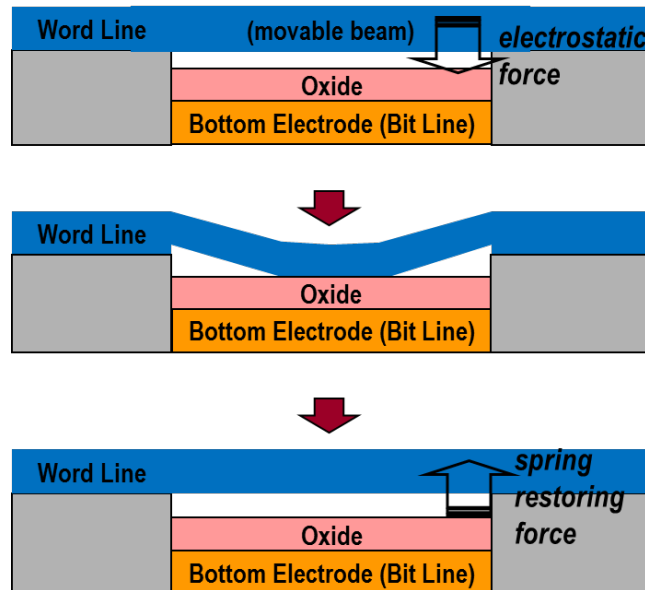 Word Line
(movable beam)
electrostatic
force
Oxide
Bottom Electrode (Bit Line)
Word Line
Oxide
Bottom Electrode (Bit Line)
Word Line
spring
restoring
force
Oxide
Bottom Electrode (Bit Line)